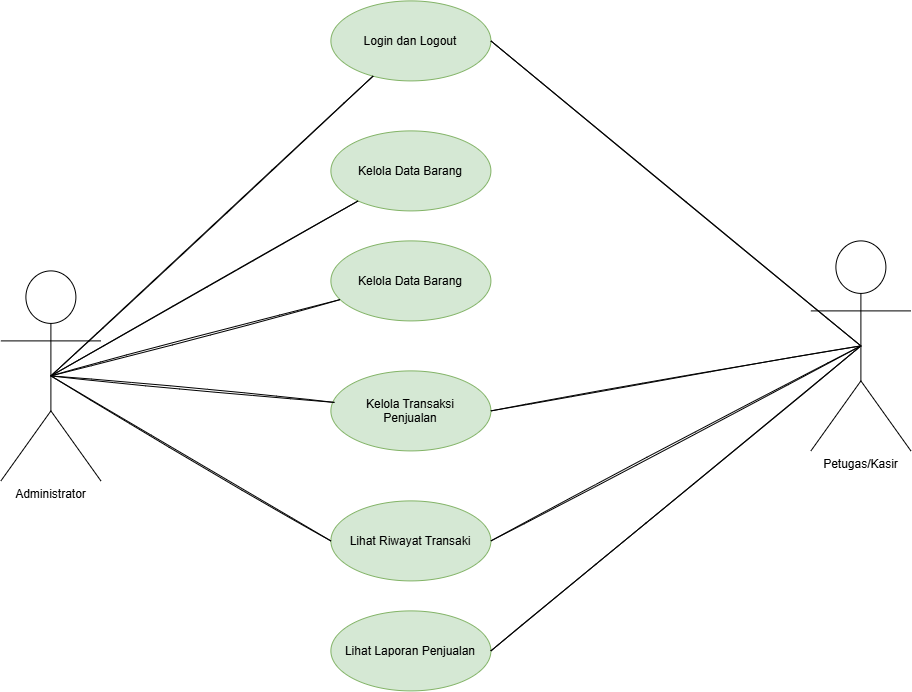 Login dan Logout
Kelola Data Barang
Kelola Data Barang
Kelola Transaksi
Penjualan
Petugas/Kasir
Administrator
Lihat Riwayat Transaki
Lihat Laporan Penjualan